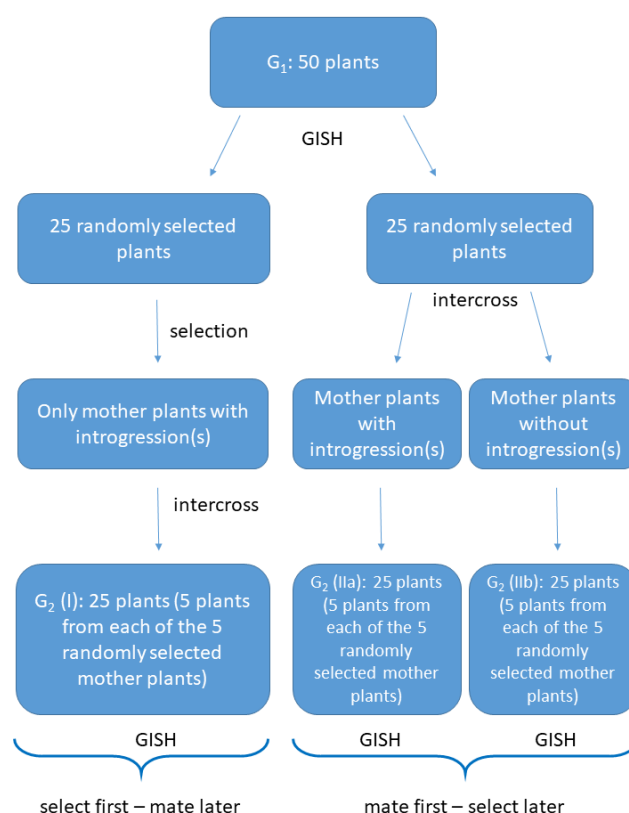 G₁: 50 plants
GISH
25 randomly selected
plants
25 randomly selected
plants
intercross
selection
Only mother plants with
introgression(s)
Mother plants
with
introgression(s)
Mother plants
without
introgression(s)
intercross
G₂ (I): 25 plants (5 plants
from each of the 5
randomly selected
mother plants)
G₂ (IIa): 25 plants
(5 plants from
each of the 5
randomly
selected mother
plants)
G₂ (IIb): 25 plants
(5 plants from
each of the 5
randomly
selected mother
plants)
GISH
GISH
GISH
select first – mate later
mate first – select later